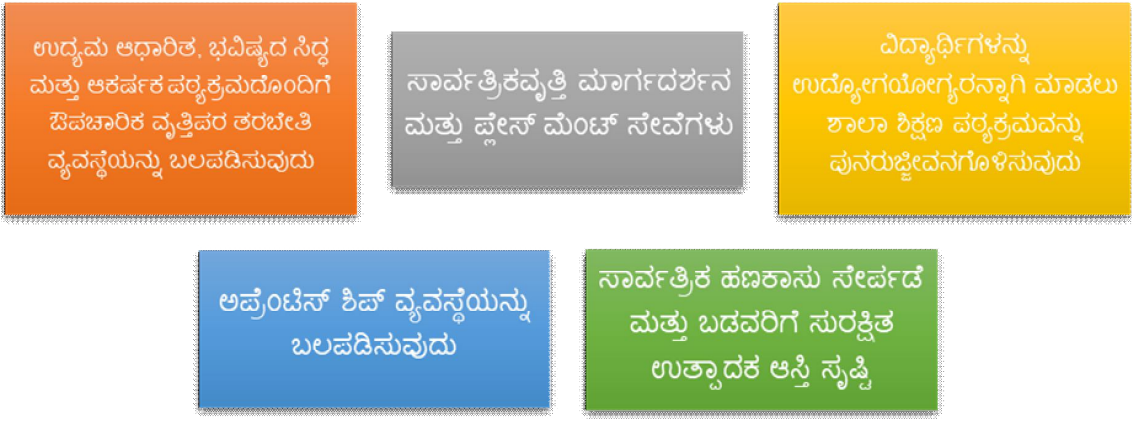 ಉದ್ಯಮ ಆಧಾರಿತ, ಭವಿಷ್ಯದ ಸಿದ್ಧ
ಮತ್ತು ಆಕರ್ಷಕ ಪಠ್ಯಕ್ರಮದೊಂದಿಗೆ
ಔಪಚಾರಿಕ ವೃತ್ತಿಪರ ತರಬೇತಿ
ವ್ಯವಸ್ಥೆಯನ್ನು ಬಲಪಡಿಸುವುದು
ಸಾರ್ವತ್ರಿಕವೃತ್ತಿ ಮಾರ್ಗದರ್ಶನ
ಮತ್ತು ಪ್ಲೇಸ್ ಮೆಂಟ್ ಸೇವೆಗಳು
ವಿದ್ಯಾರ್ಥಿಗಳನ್ನು
ಉದ್ಯೋಗಯೋಗ್ಯರನ್ನಾಗಿ ಮಾಡಲು
ಶಾಲಾ ಶಿಕ್ಷಣ ಪಠ್ಯಕ್ರಮವನ್ನು
ಪುನರುಜ್ಜೀವನಗೊಳಿಸುವುದು
ಅಪ್ರೆಂಟಿಸ್ ಶಿಪ್ ವ್ಯವಸ್ಥೆಯನ್ನು
ಬಲಪಡಿಸುವುದು
ಸಾರ್ವತ್ರಿಕ ಹಣಕಾಸು ಸೇರ್ಪಡೆ
ಮತ್ತು ಬಡವರಿಗೆ ಸುರಕ್ಷಿತ
ಉತ್ಪಾದಕ ಆಸ್ತಿ ಸೃಷ್ಟಿ